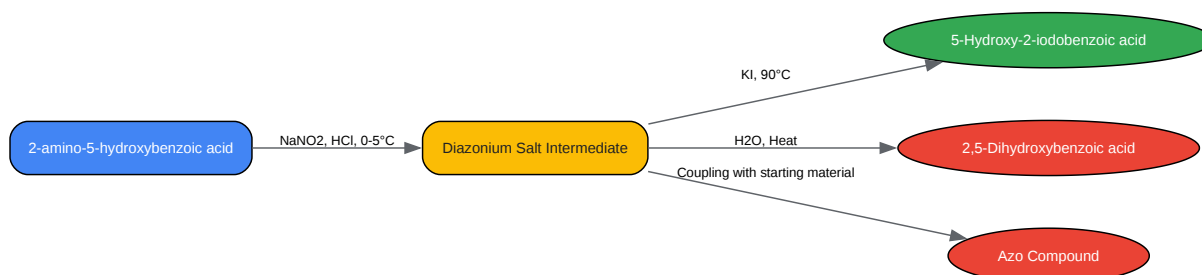 5-Hydroxy-2-iodobenzoic acid
KI, 90°C
2-amino-5-hydroxybenzoic acid
NaNO2, HCl, 0-5°C
Diazonium Salt Intermediate
H2O, Heat
2,5-Dihydroxybenzoic acid
Coupling with starting material
Azo Compound